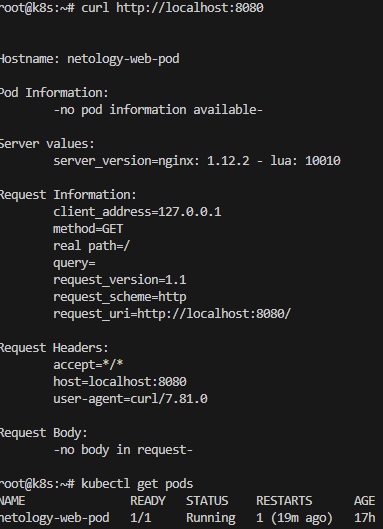 root@k8s:~# curl http://localhost:8080
Hostname: netology-web-pod
Pod Information:
-no pod information available-
Server values:
server_version=nginx: 1.12.2 - lua: 10010
Request Information:
client_address=127.0.0.1
method=GET
real path=/
query=
request_version=1.1
request_scheme=http
request_uri=http://localhost:8080/
Request Headers:
accept=*/*
host=localhost:8080
user-agent=curl/7.81.0
Request Body:
-no body in request-
root@k8s:~# kubectl get pods
NAME READY STATUS RESTARTS AGE
netology-web-pod 1/1 Running 1 (19m ago) 17h